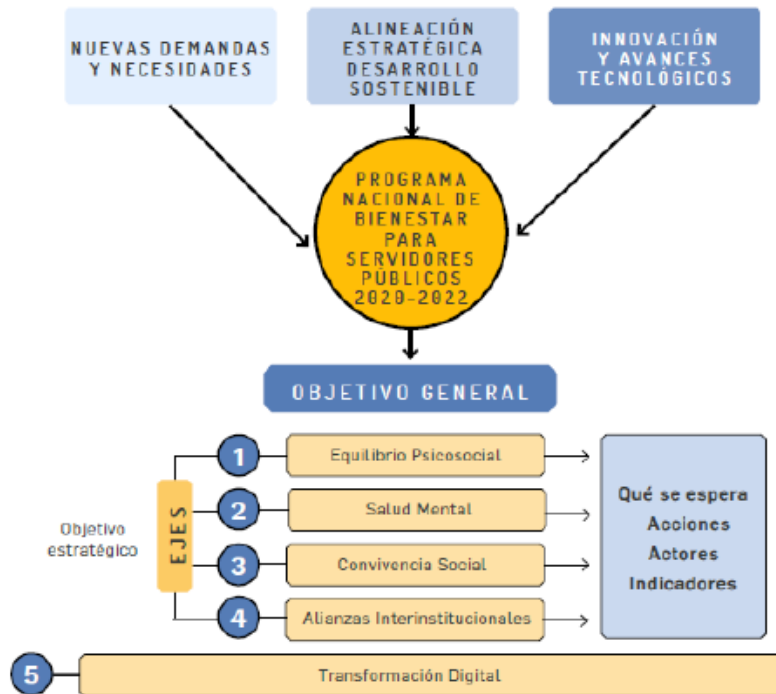 NUEVAS DEMANDAS
Y NECESIDADES
ALINEACIÓN
ESTRATÉGICA
DESARROLLO
SOSTENIBLE
INNOVACIÓN
Y AVANCES
TECNOLÓGICOS
PROGRAMA
NACIONAL DE
BIENESTAR
PARA
SERVIDORES
PÚBLICOS
2020-2022
OBJETIVO GENERAL
Objetivo
estratégico
EJES
1
Equilibrio Psicosocial
2
Salud Mental
3
Convivencia Social
4
Alianzas Interinstitucionales
Qué se espera
Acciones
Actores
Indicadores
5
Transformación Digital